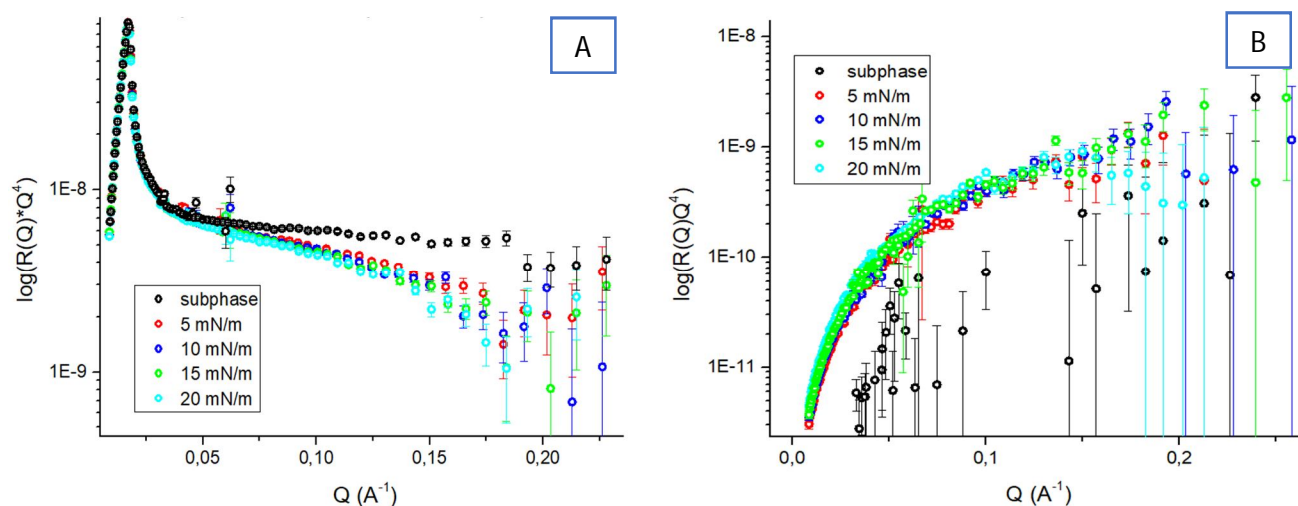 A
log(R(Q)*Q⁴)
1E-8
1E-9
subphase
5 mN/m
10 mN/m
15 mN/m
20 mN/m
0,05 0,10 0,15 0,20
Q (A⁻¹)
B
log(R(Q)Q⁴)
1E-8
1E-9
1E-10
1E-11
subphase
5 mN/m
10 mN/m
15 mN/m
20 mN/m
0,0 0,1 0,2
Q (A⁻¹)